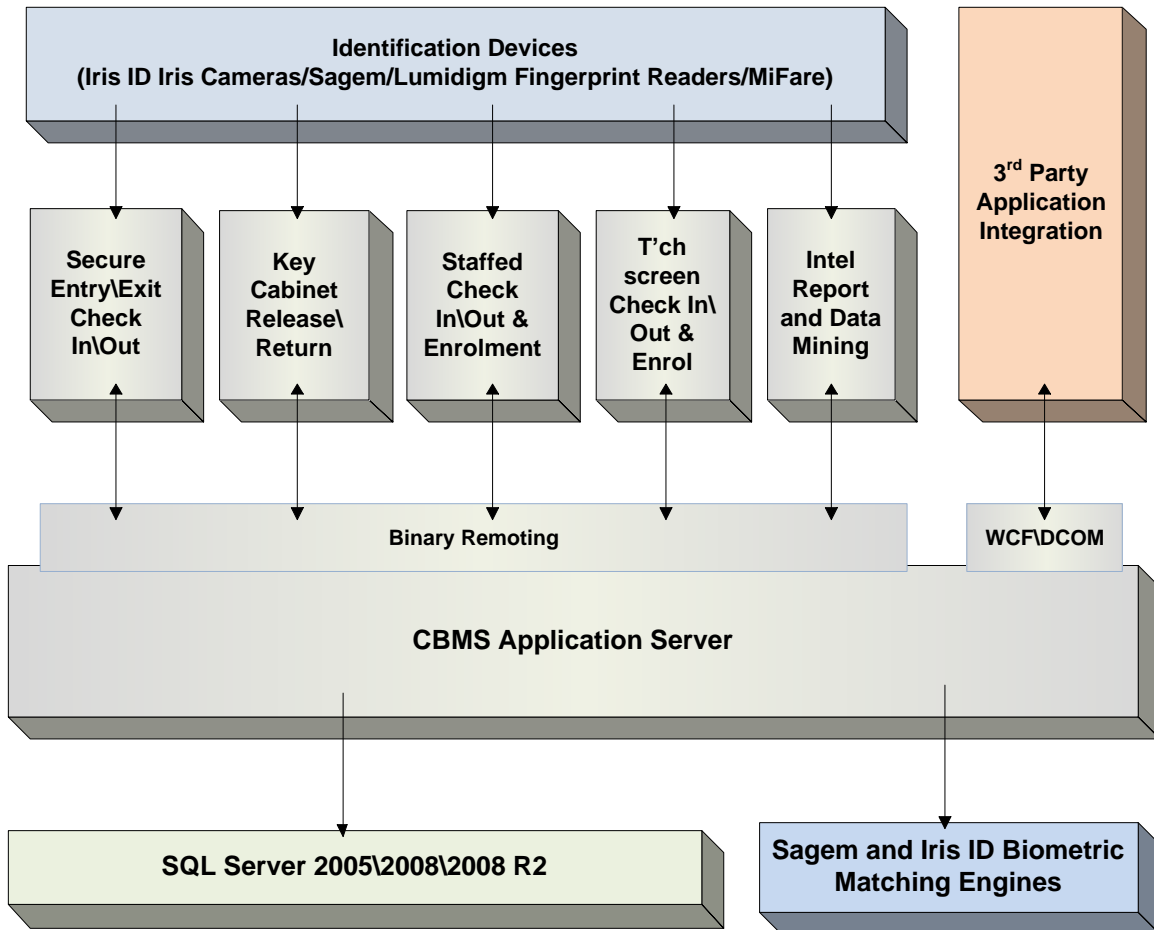 Identification Devices
(Iris ID Iris Cameras/Sagem/Lumidigm Fingerprint Readers/MiFare)
3rd Party
Application
Integration
Secure
Entry\Exit
Check
In\Out
Key
Cabinet
Release\
Return
Staffed
Check
In\Out &
Enrolment
T'ch
screen
Check In\
Out &
Enrol
Intel
Report
and Data
Mining
Binary Remoting
WCF\DCOM
CBMS Application Server
SQL Server 2005\2008\2008 R2
Sagem and Iris ID Biometric
Matching Engines